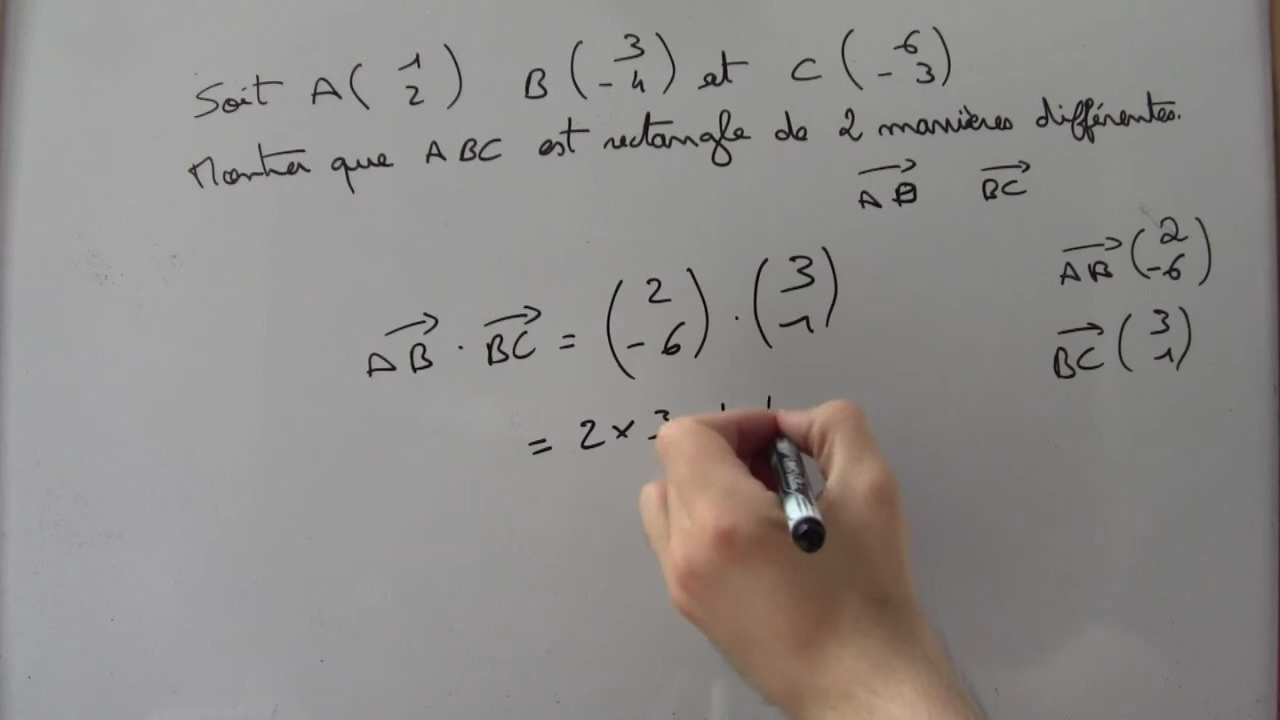 Soit A ( 1 2 ) B ( 3 -4 ) et C ( 6 -3 )
Montrer que ABC est rectangle de 2 manières différentes.
AB BC
AB ( 2 -6 )
BC ( 3 1 )
AB · BC = ( 2 -6 ) · ( 3 1 )
= 2 × 3